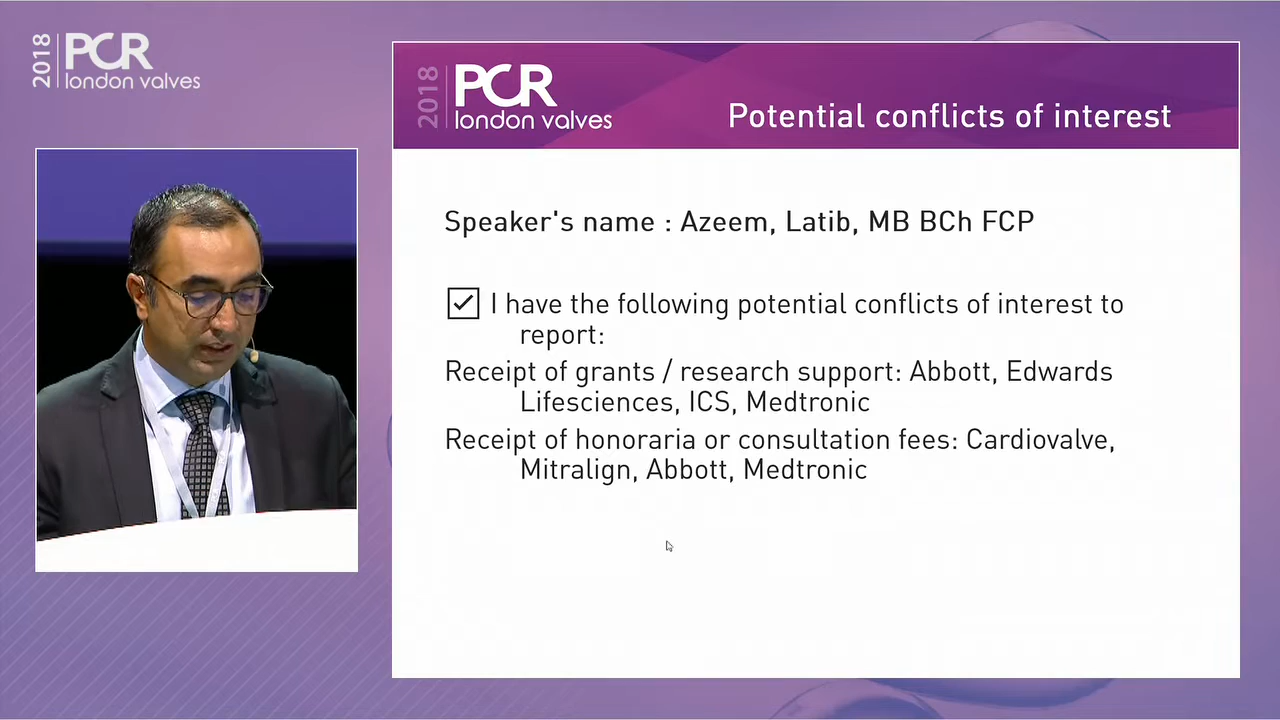 2018 PCR
london valves
2018 PCR
london valves
Potential conflicts of interest
Speaker's name : Azeem, Latib, MB BCh FCP
I have the following potential conflicts of interest to
report:
Receipt of grants / research support: Abbott, Edwards
Lifesciences, ICS, Medtronic
Receipt of honoraria or consultation fees: Cardiovalve,
Mitralign, Abbott, Medtronic